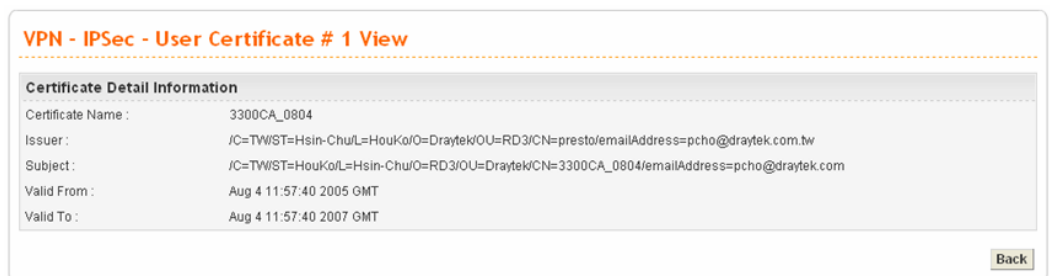 VPN - IPSec - User Certificate # 1 View
Certificate Detail Information
Certificate Name : 3300CA_0804
Issuer : /C=TW/ST=Hsin-Chu/L=HouKo/O=Draytek/OU=RD3/CN=presto/emailAddress=pcho@draytek.com.tw
Subject : /C=TW/ST=HouKo/L=Hsin-Chu/O=RD3/OU=Draytek/CN=3300CA_0804/emailAddress=pcho@draytek.com
Valid From : Aug 4 11:57:40 2005 GMT
Valid To : Aug 4 11:57:40 2007 GMT
Back